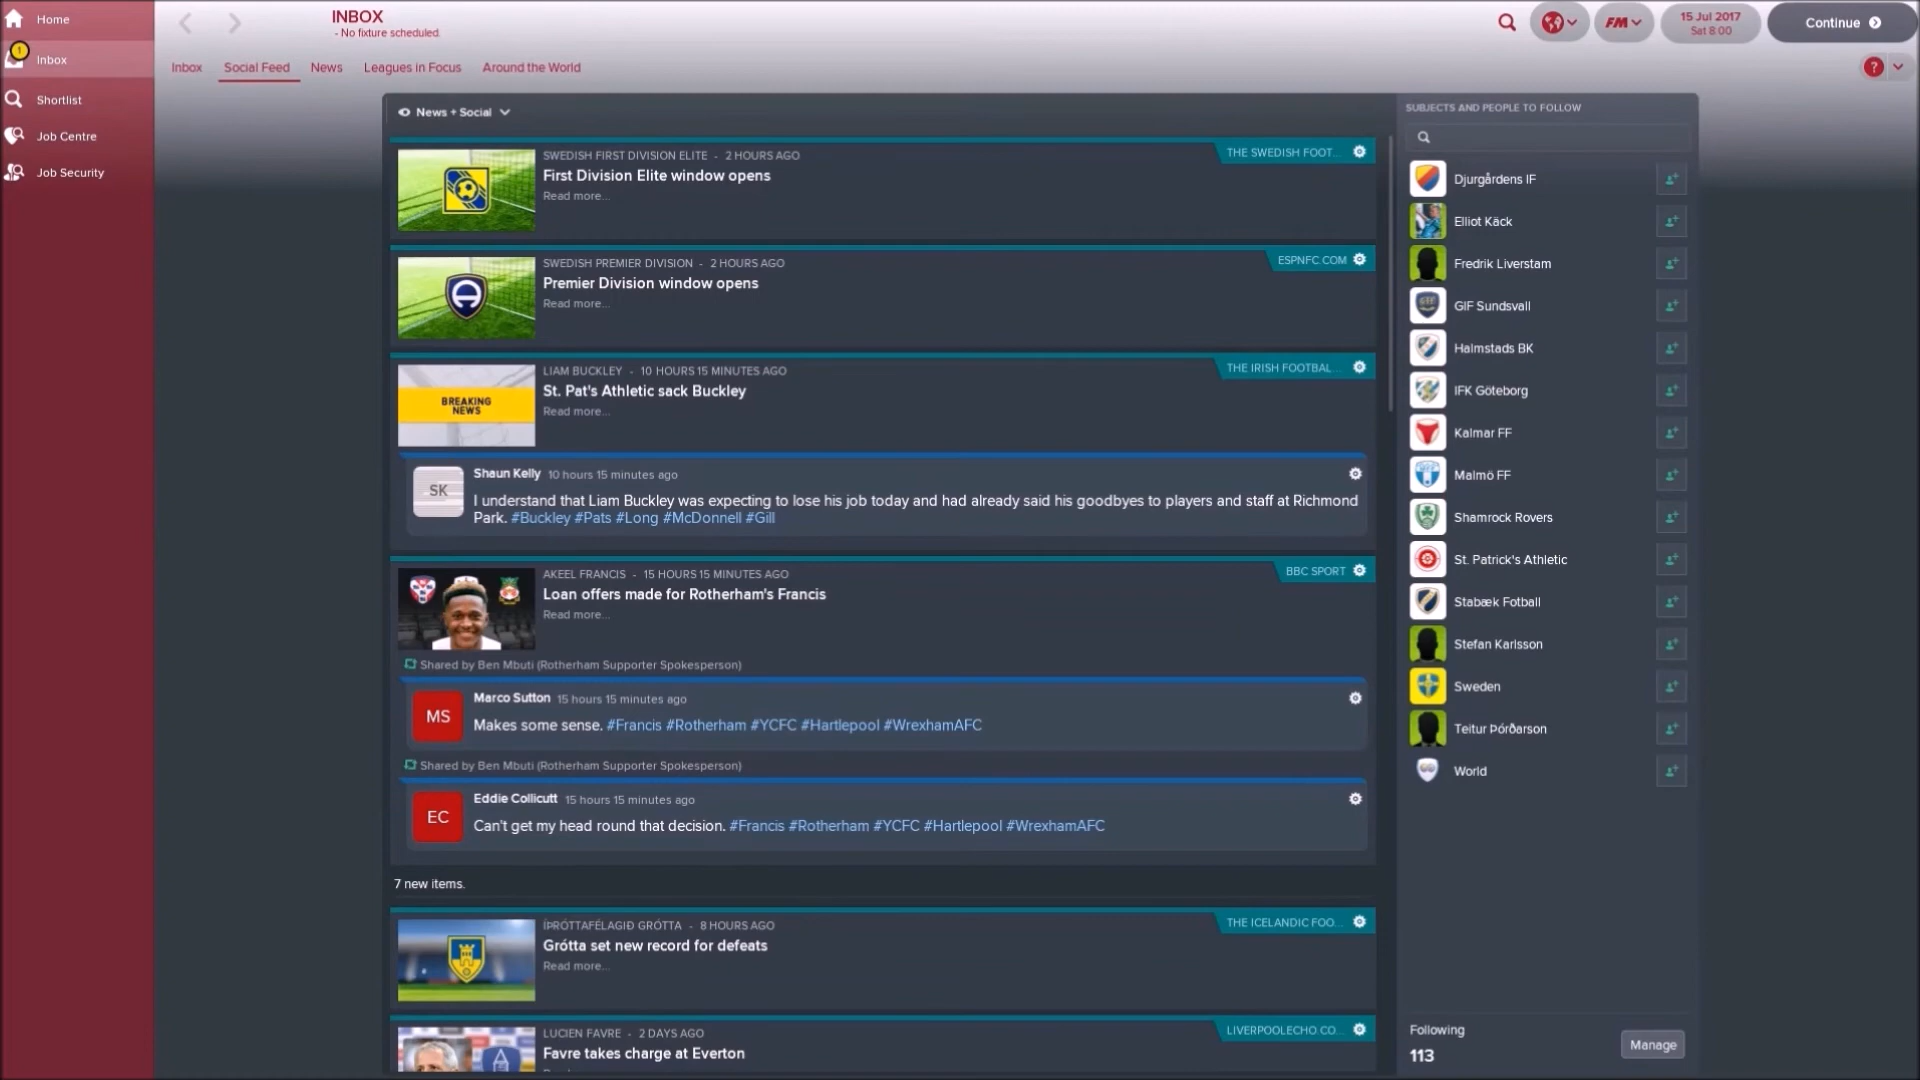 Home
1
Inbox
Shortlist
Job Centre
Job Security
INBOX
- No fixture scheduled.
FM
15 Jul 2017
Sat 8:00
Continue
Inbox
Social Feed
News
Leagues in Focus
Around the World
?
News + Social
SWEDISH FIRST DIVISION ELITE - 2 HOURS AGO
THE SWEDISH FOOT...
First Division Elite window opens
Read more...
SWEDISH PREMIER DIVISION - 2 HOURS AGO
ESPNFC.COM
Premier Division window opens
Read more...
LIAM BUCKLEY - 10 HOURS 15 MINUTES AGO
THE IRISH FOOTBAL...
St. Pat's Athletic sack Buckley
Read more...
BREAKING
NEWS
SK
Shaun Kelly 10 hours 15 minutes ago
I understand that Liam Buckley was expecting to lose his job today and had already said his goodbyes to players and staff at Richmond
Park. #Buckley #Pats #Long #McDonnell #Gill
AKEEL FRANCIS - 15 HOURS 15 MINUTES AGO
BBC SPORT
Loan offers made for Rotherham's Francis
Read more...
Shared by Ben Mbuti (Rotherham Supporter Spokesperson)
MS
Marco Sutton 15 hours 15 minutes ago
Makes some sense. #Francis #Rotherham #YCFC #Hartlepool #WrexhamAFC
Shared by Ben Mbuti (Rotherham Supporter Spokesperson)
EC
Eddie Collicutt 15 hours 15 minutes ago
Can't get my head round that decision. #Francis #Rotherham #YCFC #Hartlepool #WrexhamAFC
7 new items.
ÍÞRÓTTAFÉLAGIÐ GRÓTTA - 8 HOURS AGO
THE ICELANDIC FOO...
Grótta set new record for defeats
Read more...
LUCIEN FAVRE - 2 DAYS AGO
LIVERPOOLECHO.CO...
Favre takes charge at Everton
SUBJECTS AND PEOPLE TO FOLLOW
Djurgårdens IF
Elliot Käck
Fredrik Liverstam
GIF Sundsvall
Halmstads BK
IFK Göteborg
Kalmar FF
Malmö FF
Shamrock Rovers
St. Patrick's Athletic
Stabæk Fotball
Stefan Karlsson
Sweden
Teitur Þórðarson
World
Following
113
Manage